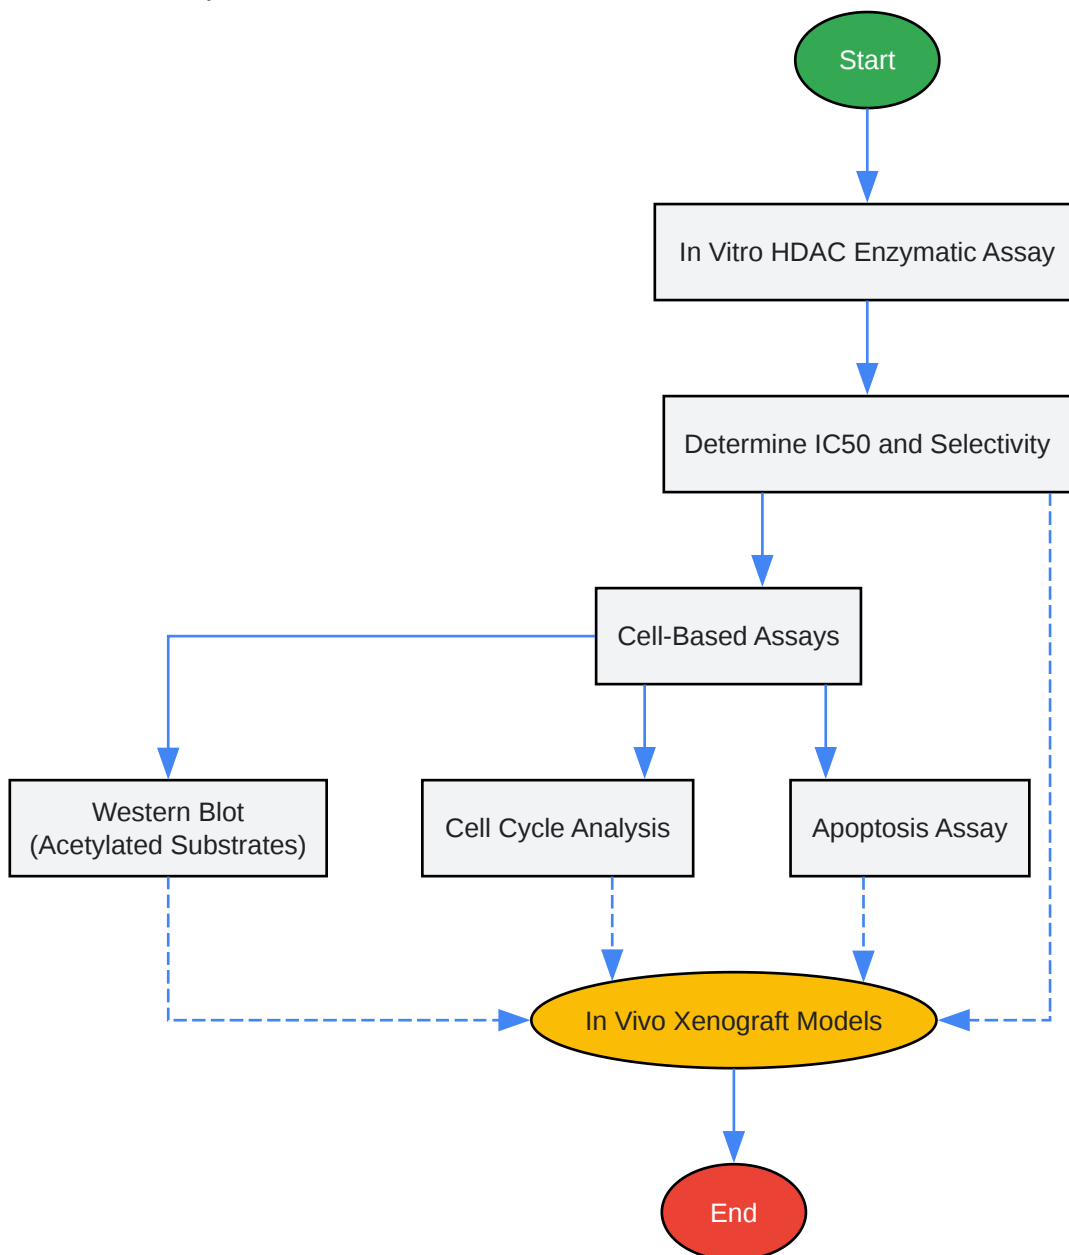 Start
In Vitro HDAC Enzymatic Assay
Determine IC50 and Selectivity
Cell-Based Assays
Western Blot
(Acetylated Substrates)
Cell Cycle Analysis
Apoptosis Assay
In Vivo Xenograft Models
End